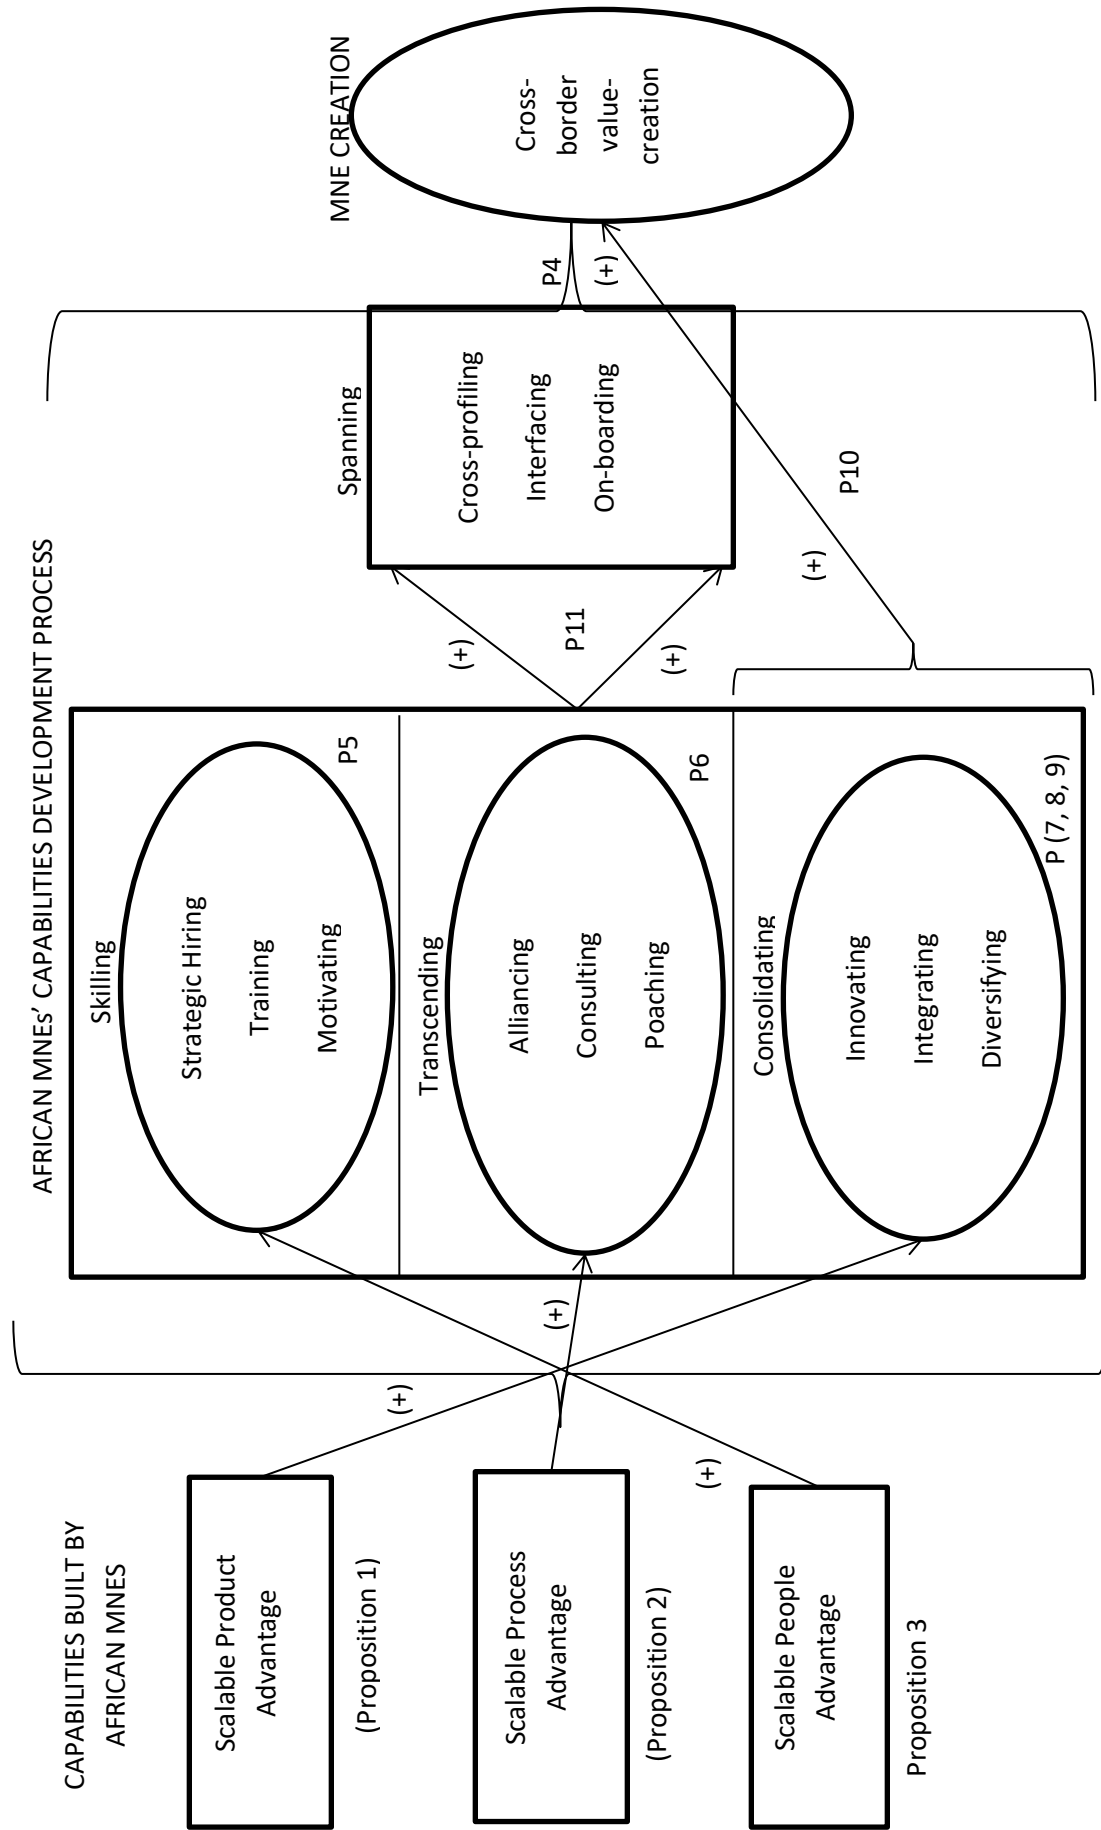 CAPABILITIES BUILT BY
AFRICAN MNES
Scalable Product
Advantage
(Proposition 1)
Scalable Process
Advantage
(Proposition 2)
Scalable People
Advantage
Proposition 3
(+)
(+)
(+)
AFRICAN MNEs' CAPABILITIES DEVELOPMENT PROCESS
Skilling
Strategic Hiring
Training
Motivating
P5
Transcending
Alliancing
Consulting
Poaching
P6
Consolidating
Innovating
Integrating
Diversifying
P (7, 8, 9)
(+)
P11
(+)
Spanning
Cross-profiling
Interfacing
On-boarding
(+)
P10
P4
(+)
MNE CREATION
Cross-
border
value-
creation